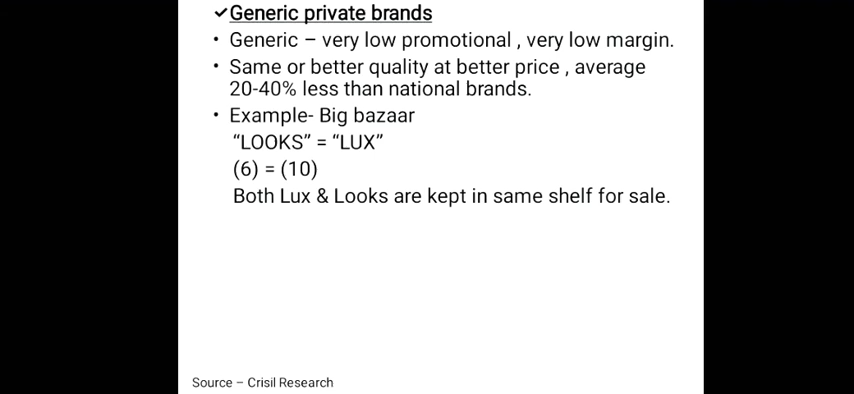 ✓Generic private brands
• Generic – very low promotional , very low margin.
• Same or better quality at better price , average
20-40% less than national brands.
• Example- Big bazaar
“LOOKS” = “LUX”
(6) = (10)
Both Lux & Looks are kept in same shelf for sale.
Source – Crisil Research